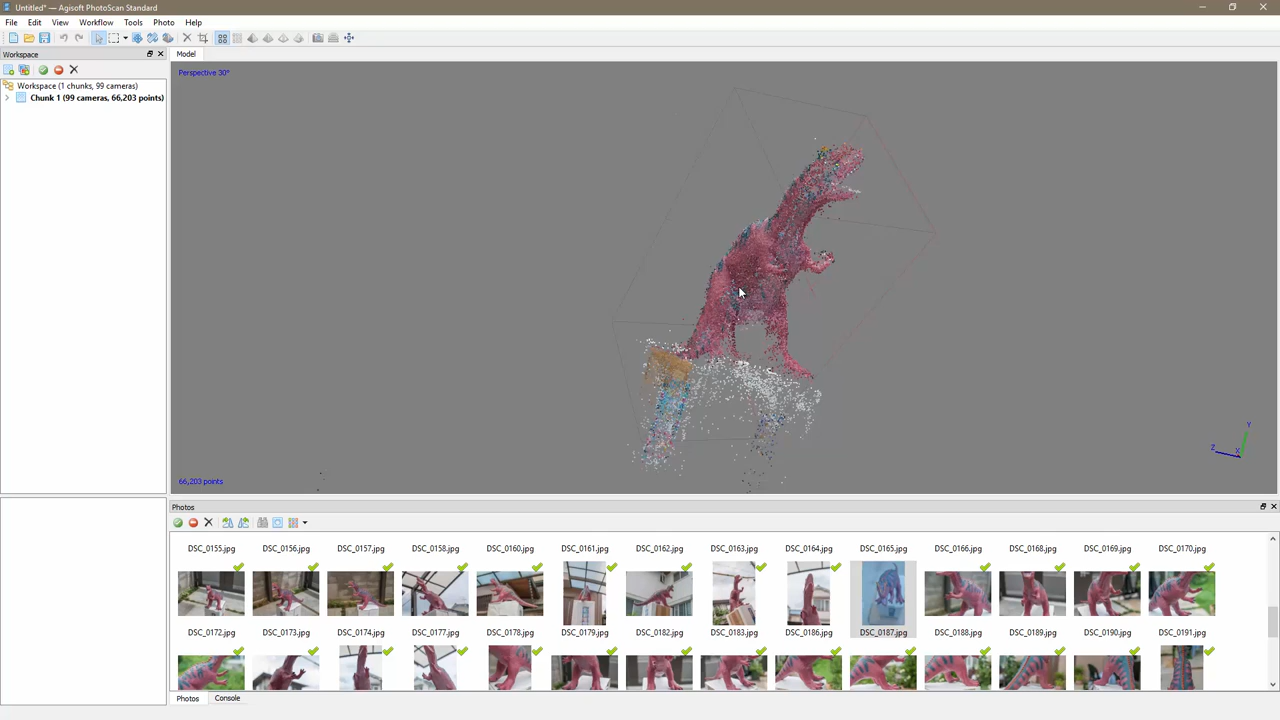 Untitled* — Agisoft PhotoScan Standard
File Edit View Workflow Tools Photo Help
Workspace
Model
Workspace (1 chunks, 99 cameras)
Chunk 1 (99 cameras, 66,203 points)
Perspective 30°
Y
Z
X
66,203 points
Photos
DSC_0155.jpg DSC_0156.jpg DSC_0157.jpg DSC_0158.jpg DSC_0160.jpg DSC_0161.jpg DSC_0162.jpg DSC_0163.jpg DSC_0164.jpg DSC_0165.jpg DSC_0166.jpg DSC_0168.jpg DSC_0169.jpg DSC_0170.jpg
DSC_0172.jpg DSC_0173.jpg DSC_0174.jpg DSC_0177.jpg DSC_0178.jpg DSC_0179.jpg DSC_0182.jpg DSC_0183.jpg DSC_0186.jpg DSC_0187.jpg DSC_0188.jpg DSC_0189.jpg DSC_0190.jpg DSC_0191.jpg
Photos Console